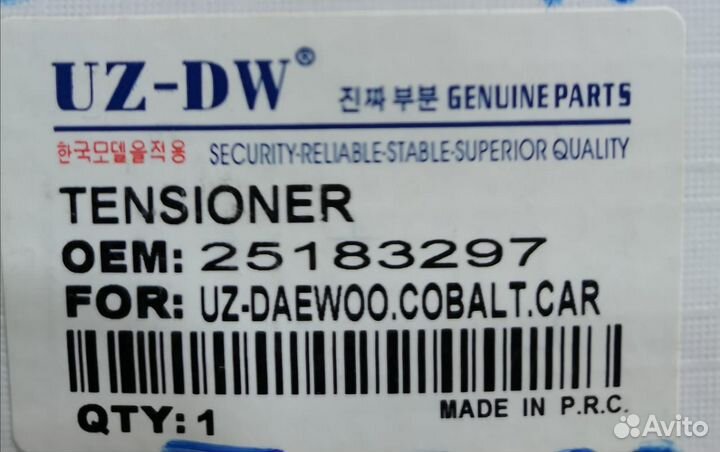 UZ-DW®
진짜부분 GENUINE PARTS
한국모델을적용 SECURITY-RELIABLE-STABLE-SUPERIOR QUALITY
TENSIONER
OEM: 25183297
FOR: UZ-DAEWOO.COBALT.CAR
QTY: 1 MADE IN P.R.C.
Avito